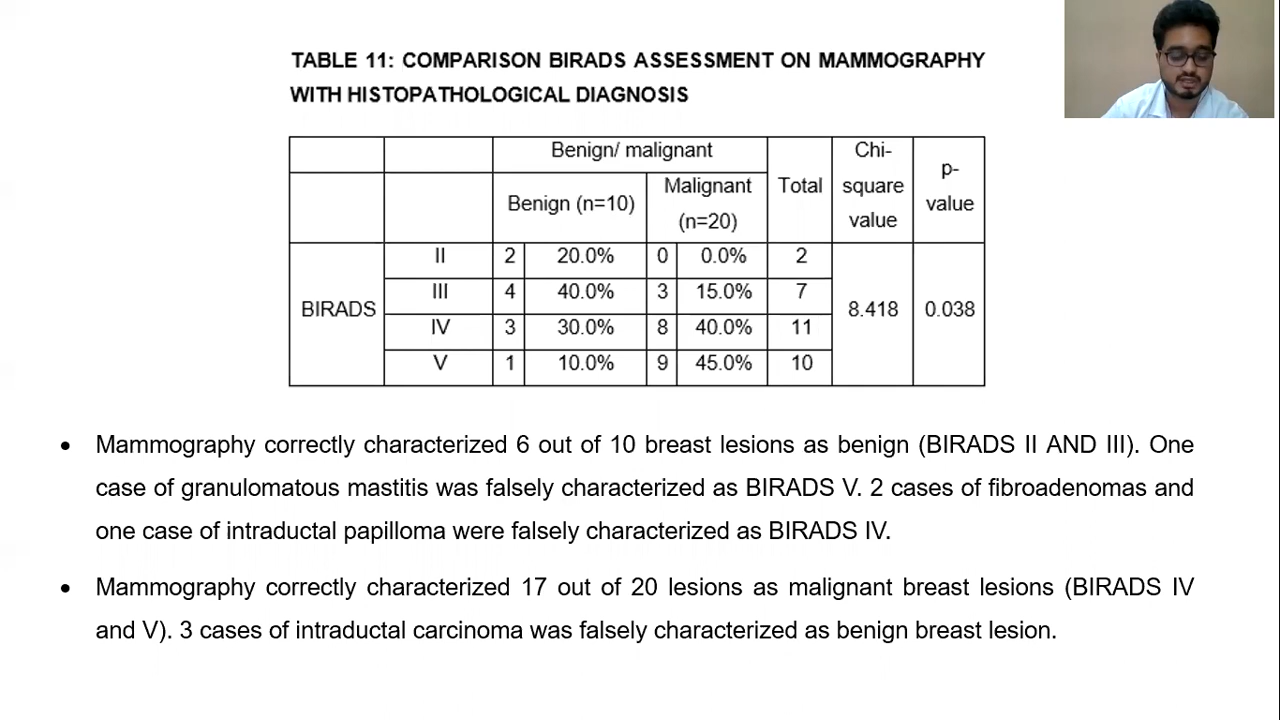 TABLE 11: COMPARISON BIRADS ASSESSMENT ON MAMMOGRAPHY
WITH HISTOPATHOLOGICAL DIAGNOSIS
Benign/ malignant
Benign (n=10)
Malignant
(n=20)
Total
Chi-
square
value
p-
value
BIRADS
II 2 20.0% 0 0.0% 2
III 4 40.0% 3 15.0% 7
IV 3 30.0% 8 40.0% 11
V 1 10.0% 9 45.0% 10
8.418 0.038
• Mammography correctly characterized 6 out of 10 breast lesions as benign (BIRADS II AND III). One
case of granulomatous mastitis was falsely characterized as BIRADS V. 2 cases of fibroadenomas and
one case of intraductal papilloma were falsely characterized as BIRADS IV.
• Mammography correctly characterized 17 out of 20 lesions as malignant breast lesions (BIRADS IV
and V). 3 cases of intraductal carcinoma was falsely characterized as benign breast lesion.